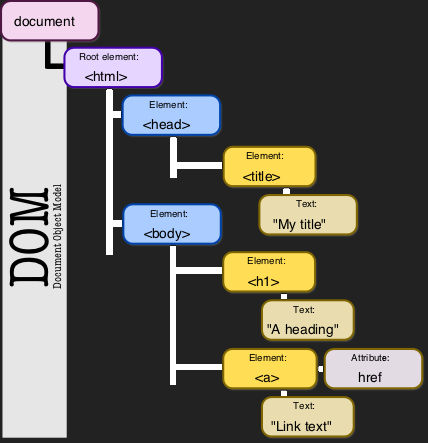 document
Root element:
<html>
Element:
<head>
Element:
<title>
Text:
"My title"
Element:
<body>
Element:
<h1>
Text:
"A heading"
Element:
<a>
Attribute:
href
Text:
"Link text"
DOM
Document Object Model